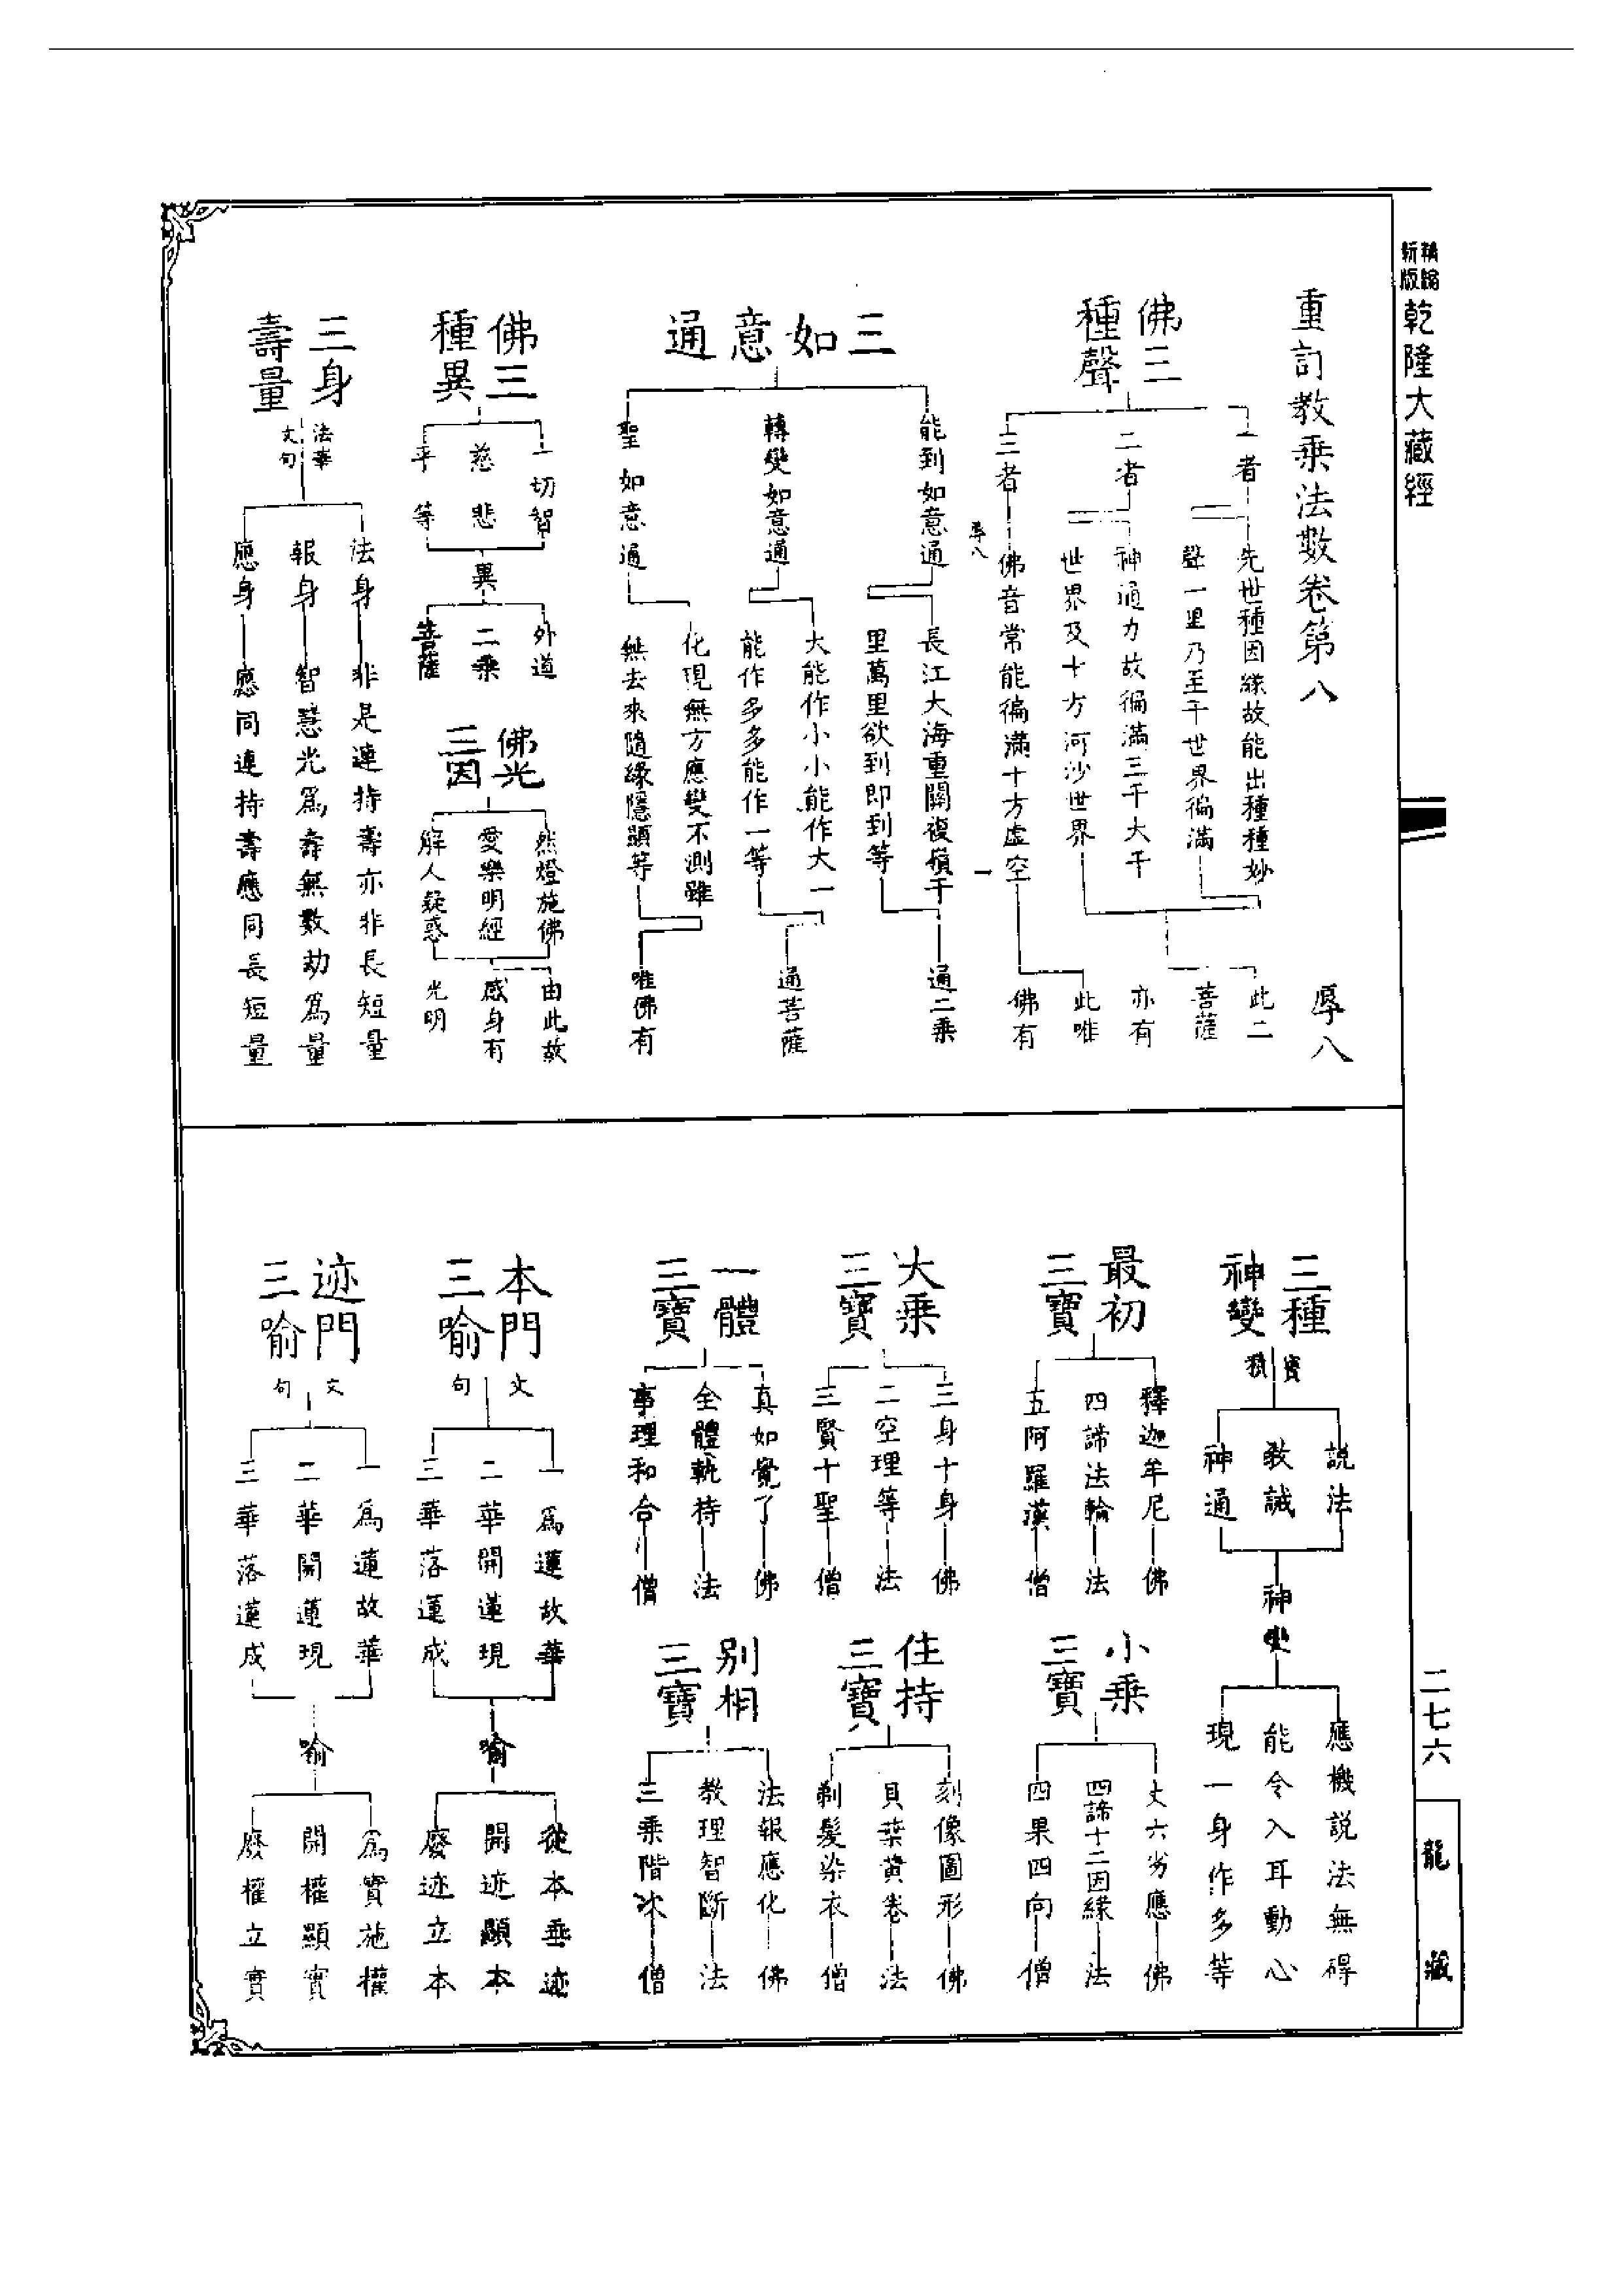 精編
新版
乾隆大藏經
二七六
龍藏
重訂教乘法數卷第八
辱八
佛三種聲
一者
先世種因緣故能出種種妙
聲一里乃至千世界徧滿
二者
神通力故徧滿三千大千
世界及十方河沙世界
此二
菩薩
亦有
三者
佛音常能徧滿十方虛空
此唯
佛有
辱八
一
三如意通
能到如意通
長江大海重關複嶺千
里萬里欲到即到等
通二乘
轉變如意通
大能作小小能作大一
能作多多能作一等
通菩薩
聖如意通
化現無方應變不測雖
無去來隨緣隱顯等
唯佛有
佛三種異
一切智
慈悲
平等
異
外道
二乘
菩薩
佛光三因
然燈施佛
愛樂明經
解人疑惑
由此故
感身有
光明
三身壽量
法華
文句
法身
非是連持壽亦非長短量
報身
智慧光爲壽無數劫爲量
應身
應同連持壽應同長短量
三種神變
寶積
說法
教誡
神通
神變
應機說法無碍
能令入耳動心
現一身作多等
最初三寶
釋迦牟尼
佛
四諦法輪
法
五阿羅漢
僧
小乘三寶
丈六劣應
佛
四諦十二因緣
法
四果四向
僧
大乘三寶
三身十身
佛
二空理等
法
三賢十聖
僧
住持三寶
刻像圖形
佛
貝葉黃卷
法
剃髮染衣
僧
一體三寶
真如覺了
佛
全體軌持
法
事理和合
僧
別相三寶
法報應化
佛
教理智斷
法
三乘階次
僧
本門三喻
文句
一爲蓮故華
二華開蓮現
三華落蓮成
喻
從本垂迹
開迹顯本
廢迹立本
迹門三喻
文句
一爲蓮故華
二華開蓮現
三華落蓮成
喻
爲實施權
開權顯實
廢權立實